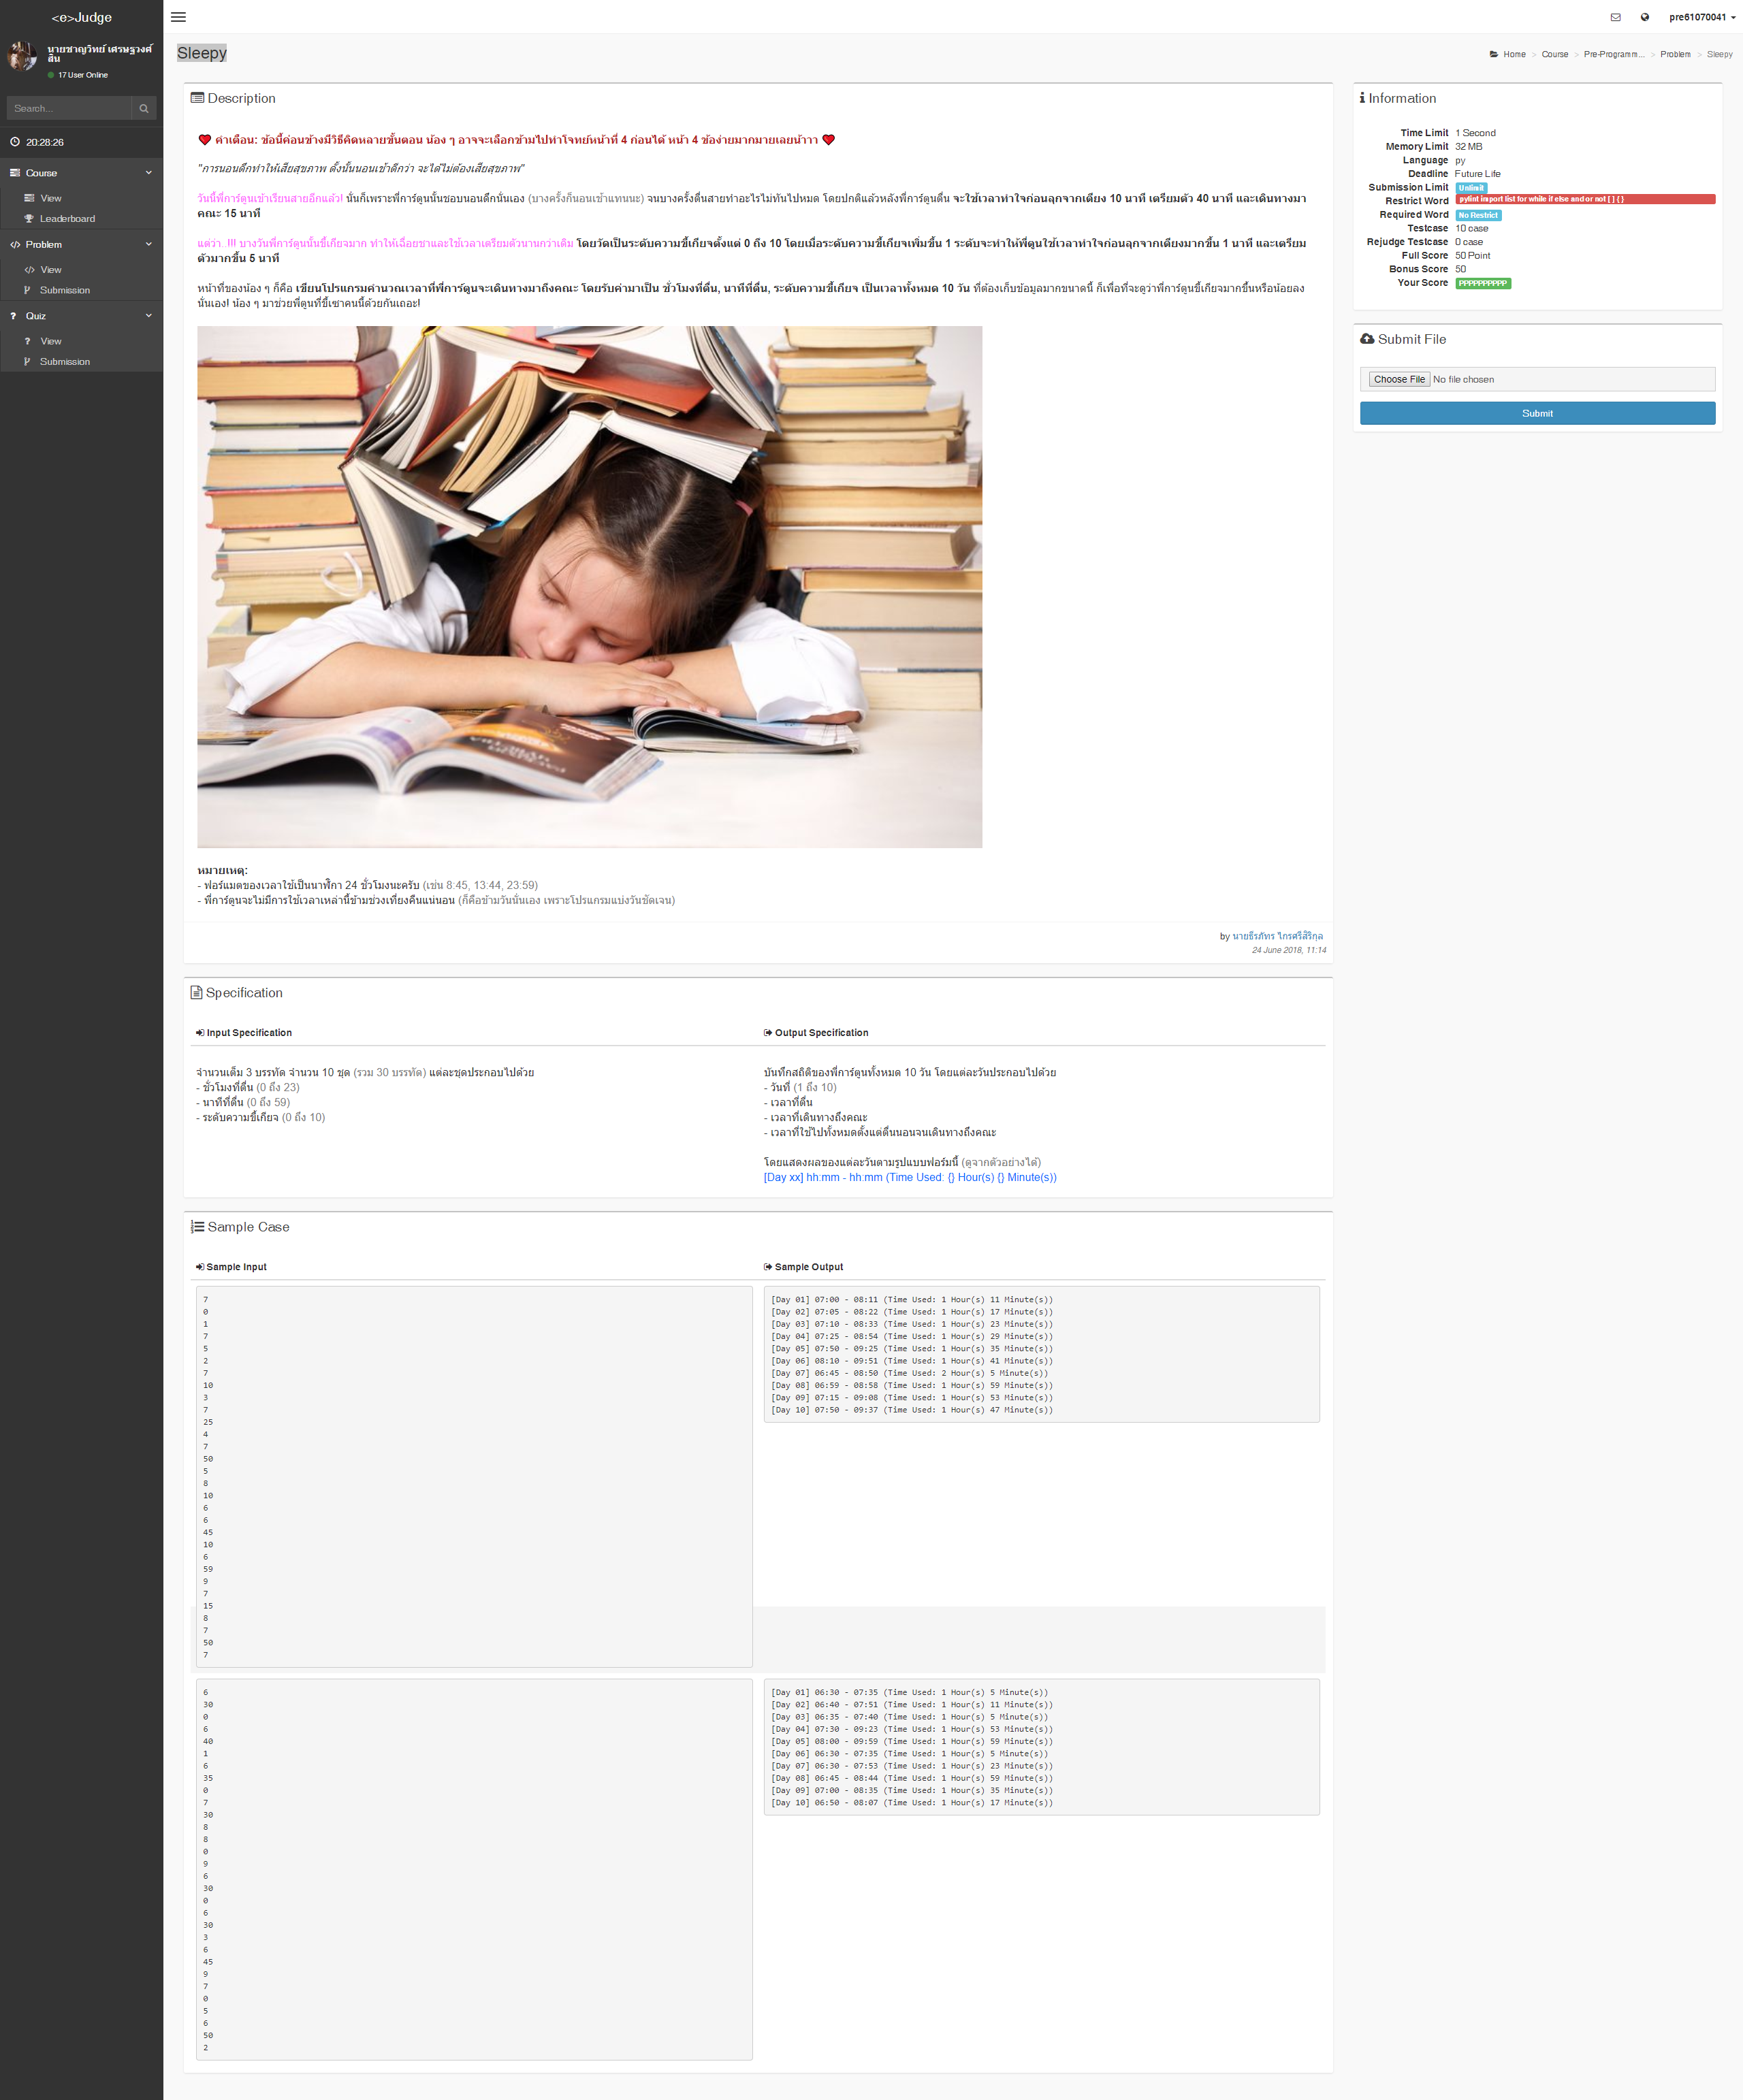 <e>Judge
นายชาญวิทย์ เศรษฐวงศ์
สิน
17 User Online
Search...
20:28:26
Course
View
Leaderboard
Problem
View
Submission
Quiz
View
Submission
pre61070041
Sleepy
Home > Course > Pre-Programm... > Problem > Sleepy
Description
คำเตือน: ข้อนี้ค่อนข้างมีวิธีคิดหลายขั้นตอน น้อง ๆ อาจจะเลือกข้ามไปทำโจทย์หน้าที่ 4 ก่อนได้ หน้า 4 ข้อง่ายมากมายเลยน้าาา
"การนอนดึกทำให้เสียสุขภาพ ดั้งนั้นนอนเช้าดีกว่า จะได้ไม่ต้องเสียสุขภาพ"
วันนี้พี่การ์ตูนเข้าเรียนสายอีกแล้ว! นั่นก็เพราะพี่การ์ตูนนั้นชอบนอนดึกนั่นเอง (บางครั้งก็นอนเช้าแทนนะ) จนบางครั้งตื่นสายทำอะไรไม่ทันไปหมด โดยปกติแล้วหลังพี่การ์ตูนตื่น จะใช้เวลาทำใจก่อนลุกจากเตียง 10 นาที เตรียมตัว 40 นาที และเดินทางมา
คณะ 15 นาที
แต่ว่า..!!! บางวันพี่การ์ตูนนั้นขี้เกียจมาก ทำให้เฉื่อยชาและใช้เวลาเตรียมตัวนานกว่าเดิม โดยวัดเป็นระดับความขี้เกียจตั้งแต่ 0 ถึง 10 โดยเมื่อระดับความขี้เกียจเพิ่มขึ้น 1 ระดับจะทำให้พี่ตูนใช้เวลาทำใจก่อนลุกจากเตียงมากขึ้น 1 นาที และเตรียม
ตัวมากขึ้น 5 นาที
หน้าที่ของน้อง ๆ ก็คือ เขียนโปรแกรมคำนวณเวลาที่พี่การ์ตูนจะเดินทางมาถึงคณะ โดยรับค่ามาเป็น ชั่วโมงที่ตื่น, นาทีที่ตื่น, ระดับความขี้เกียจ เป็นเวลาทั้งหมด 10 วัน ที่ต้องเก็บข้อมูลมากขนาดนี้ ก็เพื่อที่จะดูว่าพี่การ์ตูนขี้เกียจมากขึ้นหรือน้อยลง
นั่นเอง! น้อง ๆ มาช่วยพี่ตูนที่ขี้เซาคนนี้ด้วยกันเถอะ!
หมายเหตุ:
- ฟอร์แมตของเวลาใช้เป็นนาฬิกา 24 ชั่วโมงนะครับ (เช่น 8:45, 13:44, 23:59)
- พี่การ์ตูนจะไม่มีการใช้เวลาเหล่านี้ข้ามช่วงเที่ยงคืนแน่นอน (ก็คือข้ามวันนั่นเอง เพราะโปรแกรมแบ่งวันชัดเจน)
by นายธีรภัทร ไกรศรีสิริกุล
24 June 2018, 11:14
Information
Time Limit 1 Second
Memory Limit 32 MB
Language py
Deadline Future Life
Submission Limit Unlimit
Restrict Word pylint import list for while if else and or not [ ] { }
Required Word No Restrict
Testcase 10 case
Rejudge Testcase 0 case
Full Score 50 Point
Bonus Score 50
Your Score PPPPPPPPPP
Submit File
Choose File No file chosen
Submit
Specification
Input Specification
จำนวนเต็ม 3 บรรทัด จำนวน 10 ชุด (รวม 30 บรรทัด) แต่ละชุดประกอบไปด้วย
- ชั่วโมงที่ตื่น (0 ถึง 23)
- นาทีที่ตื่น (0 ถึง 59)
- ระดับความขี้เกียจ (0 ถึง 10)
Output Specification
บันทึกสถิติของพี่การ์ตูนทั้งหมด 10 วัน โดยแต่ละวันประกอบไปด้วย
- วันที่ (1 ถึง 10)
- เวลาที่ตื่น
- เวลาที่เดินทางถึงคณะ
- เวลาที่ใช้ไปทั้งหมดตั้งแต่ตื่นนอนจนเดินทางถึงคณะ
โดยแสดงผลของแต่ละวันตามรูปแบบฟอร์มนี้ (ดูจากตัวอย่างได้)
[Day xx] hh:mm - hh:mm (Time Used: {} Hour(s) {} Minute(s))
Sample Case
Sample Input
Sample Output
7
0
1
7
5
2
7
10
3
7
25
4
7
50
5
8
10
6
6
45
10
6
59
9
7
15
8
7
50
7
[Day 01] 07:00 - 08:11 (Time Used: 1 Hour(s) 11 Minute(s))
[Day 02] 07:05 - 08:22 (Time Used: 1 Hour(s) 17 Minute(s))
[Day 03] 07:10 - 08:33 (Time Used: 1 Hour(s) 23 Minute(s))
[Day 04] 07:25 - 08:54 (Time Used: 1 Hour(s) 29 Minute(s))
[Day 05] 07:50 - 09:25 (Time Used: 1 Hour(s) 35 Minute(s))
[Day 06] 08:10 - 09:51 (Time Used: 1 Hour(s) 41 Minute(s))
[Day 07] 06:45 - 08:50 (Time Used: 2 Hour(s) 5 Minute(s))
[Day 08] 06:59 - 08:58 (Time Used: 1 Hour(s) 59 Minute(s))
[Day 09] 07:15 - 09:08 (Time Used: 1 Hour(s) 53 Minute(s))
[Day 10] 07:50 - 09:37 (Time Used: 1 Hour(s) 47 Minute(s))
6
30
0
6
40
1
6
35
0
7
30
8
8
0
9
6
30
0
6
30
3
6
45
9
7
0
5
6
50
2
[Day 01] 06:30 - 07:35 (Time Used: 1 Hour(s) 5 Minute(s))
[Day 02] 06:40 - 07:51 (Time Used: 1 Hour(s) 11 Minute(s))
[Day 03] 06:35 - 07:40 (Time Used: 1 Hour(s) 5 Minute(s))
[Day 04] 07:30 - 09:23 (Time Used: 1 Hour(s) 53 Minute(s))
[Day 05] 08:00 - 09:59 (Time Used: 1 Hour(s) 59 Minute(s))
[Day 06] 06:30 - 07:35 (Time Used: 1 Hour(s) 5 Minute(s))
[Day 07] 06:30 - 07:53 (Time Used: 1 Hour(s) 23 Minute(s))
[Day 08] 06:45 - 08:44 (Time Used: 1 Hour(s) 59 Minute(s))
[Day 09] 07:00 - 08:35 (Time Used: 1 Hour(s) 35 Minute(s))
[Day 10] 06:50 - 08:07 (Time Used: 1 Hour(s) 17 Minute(s))